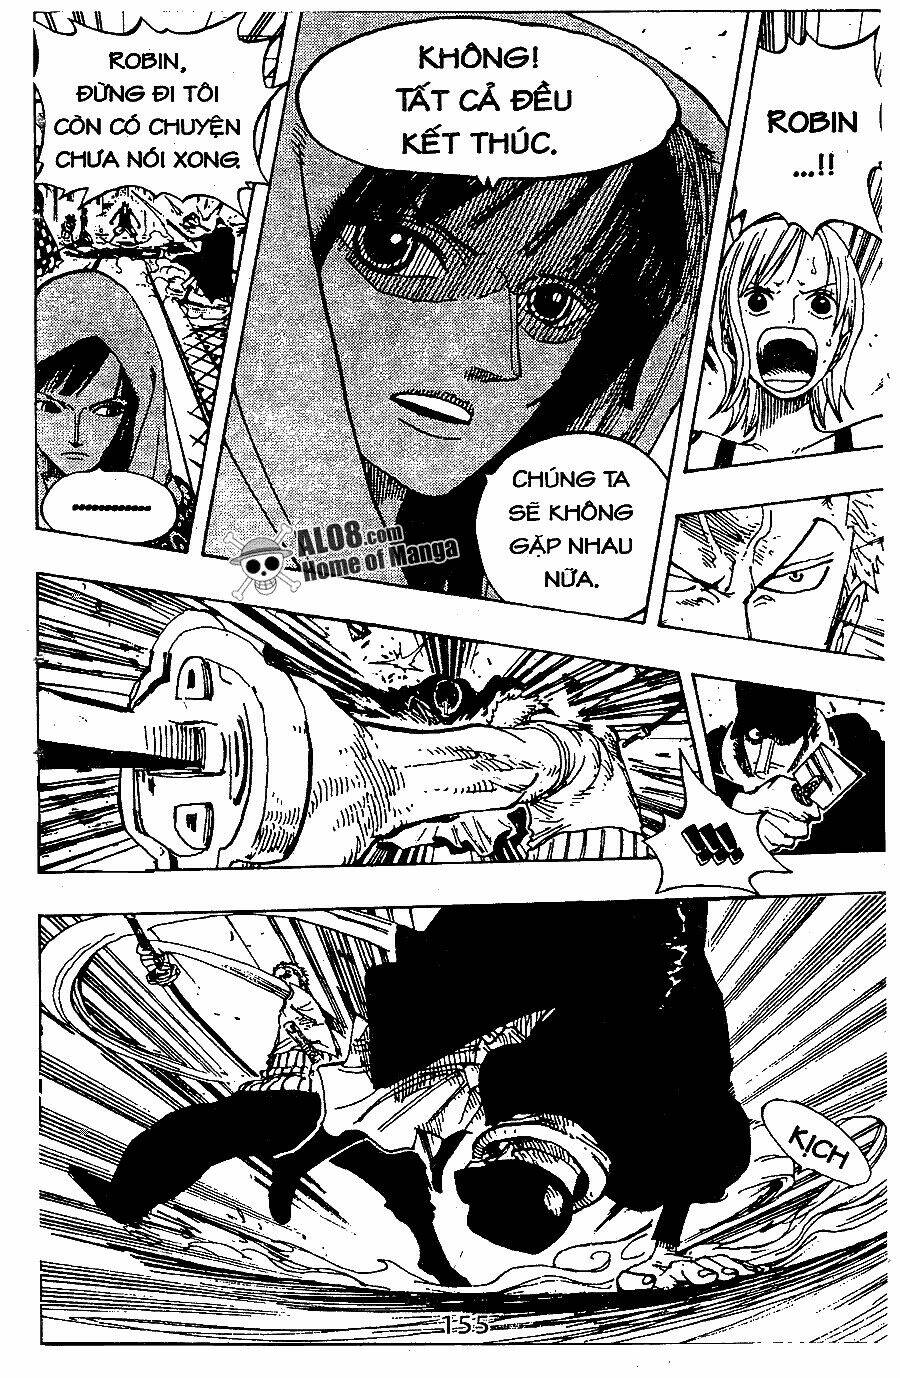 ROBIN
...!!
KHÔNG!
TẤT CẢ ĐỀU
KẾT THÚC.
CHÚNG TA
SẼ KHÔNG
GẶP NHAU
NỮA.
ROBIN,
ĐỪNG ĐI TÔI
CÒN CÓ CHUYỆN
CHƯA NÓI XONG.
.............
AL08.com
Home of Manga
!!!
KỊCH
155